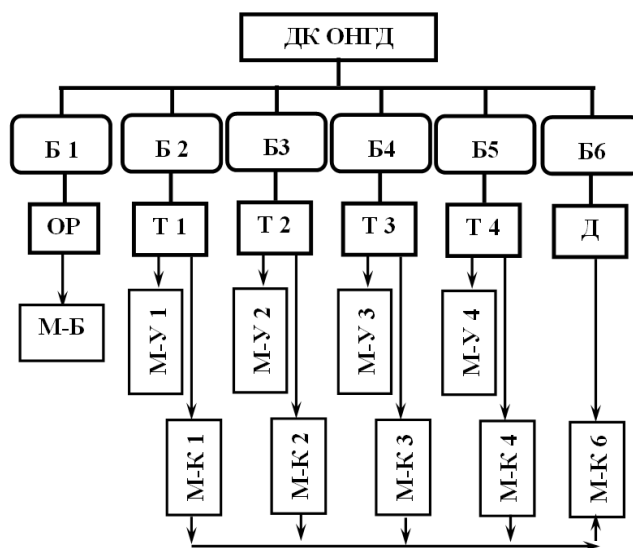 ДК ОНГД
Б 1
Б 2
Б3
Б4
Б5
Б6
ОР
Т 1
Т 2
Т 3
Т 4
Д
М-Б
М-У 1
М-У 2
М-У 3
М-У 4
М-К 1
М-К 2
М-К 3
М-К 4
М-К 6